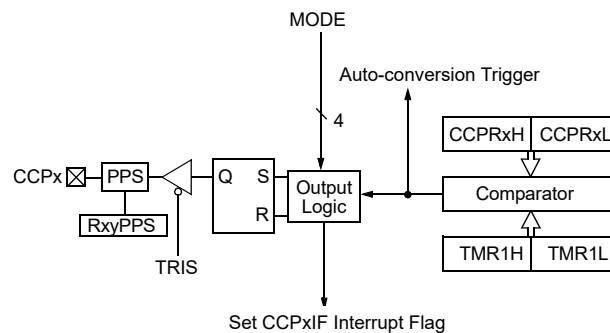 MODE
Auto-conversion Trigger
4
CCPRxH CCPRxL
CCPx PPS Q S Output Logic Comparator
R
RxyPPS
TMR1H TMR1L
TRIS
Set CCPxIF Interrupt Flag